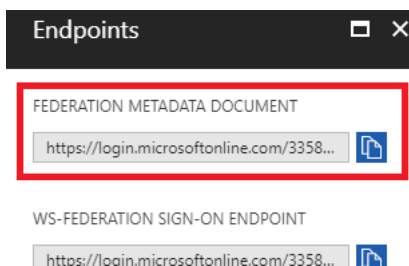 Endpoints
FEDERATION METADATA DOCUMENT
https://login.microsoftonline.com/3358...
WS-FEDERATION SIGN-ON ENDPOINT
https://login.microsoftonline.com/3358...